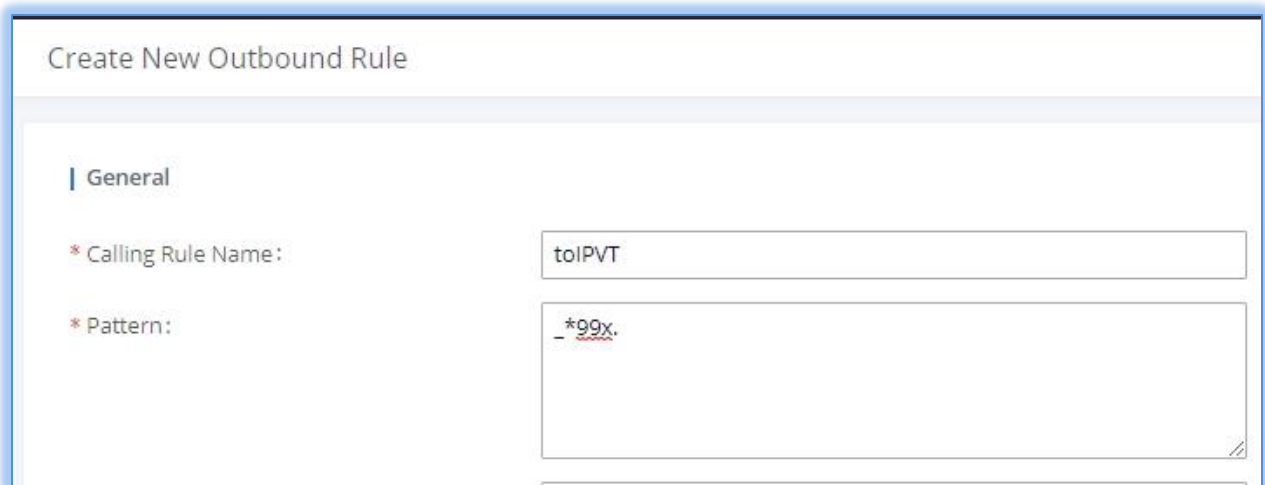 Create New Outbound Rule
General
* Calling Rule Name: toIPVT
* Pattern: _*99x.